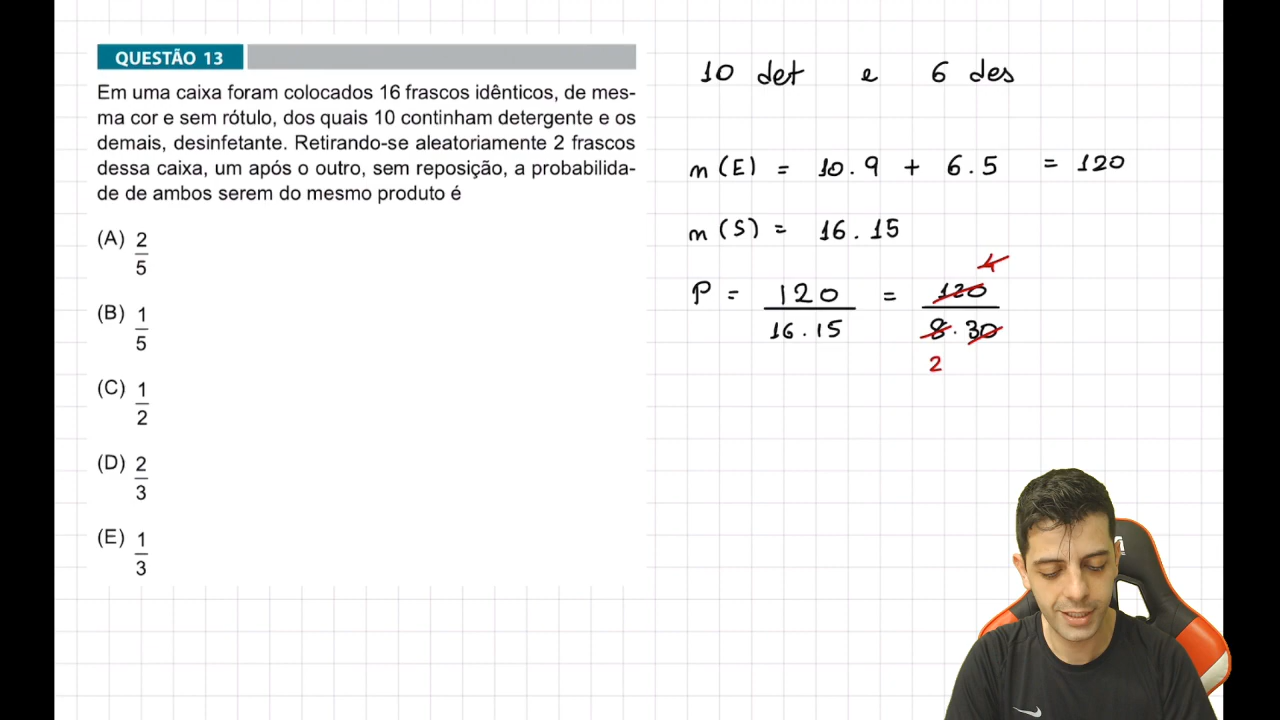 QUESTÃO 13
Em uma caixa foram colocados 16 frascos idênticos, de mes-
ma cor e sem rótulo, dos quais 10 continham detergente e os
demais, desinfetante. Retirando-se aleatoriamente 2 frascos
dessa caixa, um após o outro, sem reposição, a probabilida-
de de ambos serem do mesmo produto é
(A) 2/5
(B) 1/5
(C) 1/2
(D) 2/3
(E) 1/3
10 det e 6 des
n(E) = 10.9 + 6.5 = 120
n(S) = 16.15
4
P = 120/16.15 = 120/8.30
2